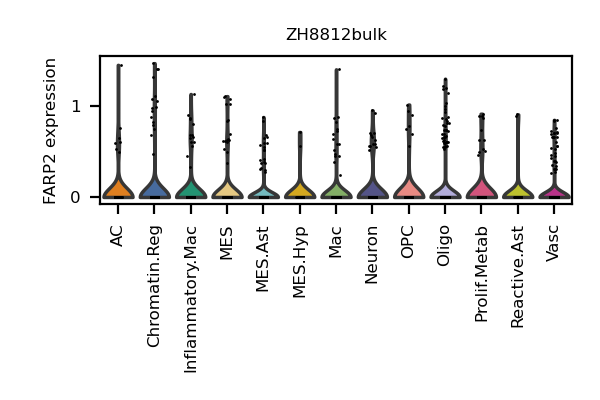 ZH8812bulk
FARP2 expression
1
0
AC
Chromatin.Reg
Inflammatory.Mac
MES
MES.Ast
MES.Hyp
Mac
Neuron
OPC
Oligo
Prolif.Metab
Reactive.Ast
Vasc